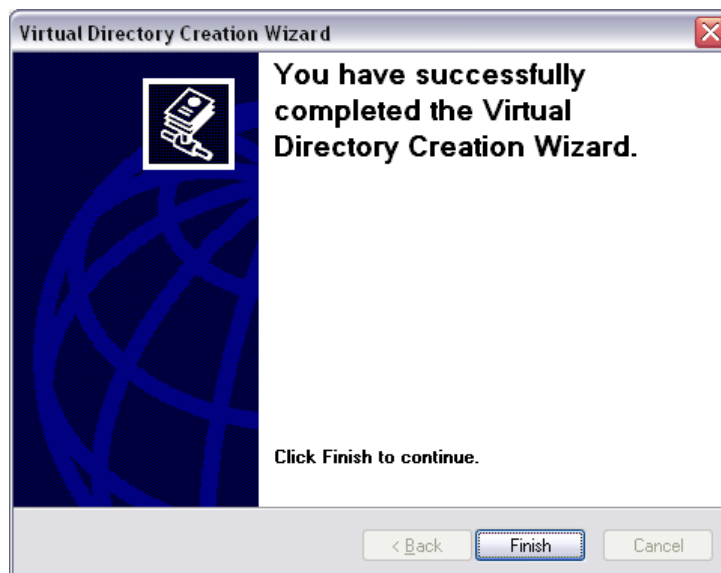 Virtual Directory Creation Wizard
You have successfully
completed the Virtual
Directory Creation Wizard.
Click Finish to continue.
< Back
Finish
Cancel